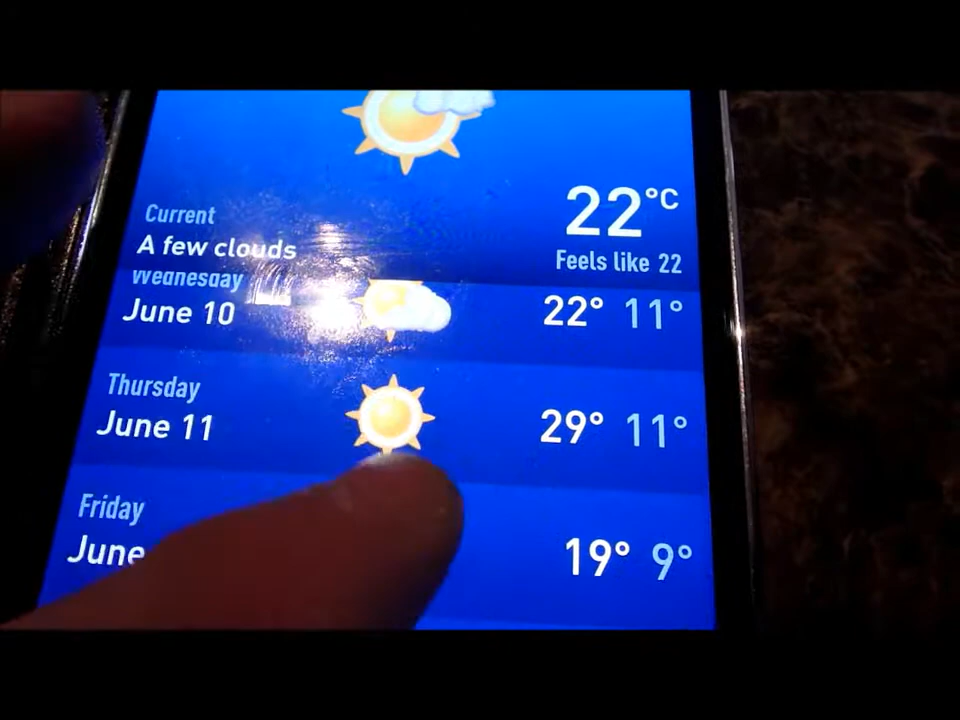 22°C
Current
A few clouds
Feels like 22
Wednesday
June 10
22° 11°
Thursday
June 11
29° 11°
Friday
June
19° 9°